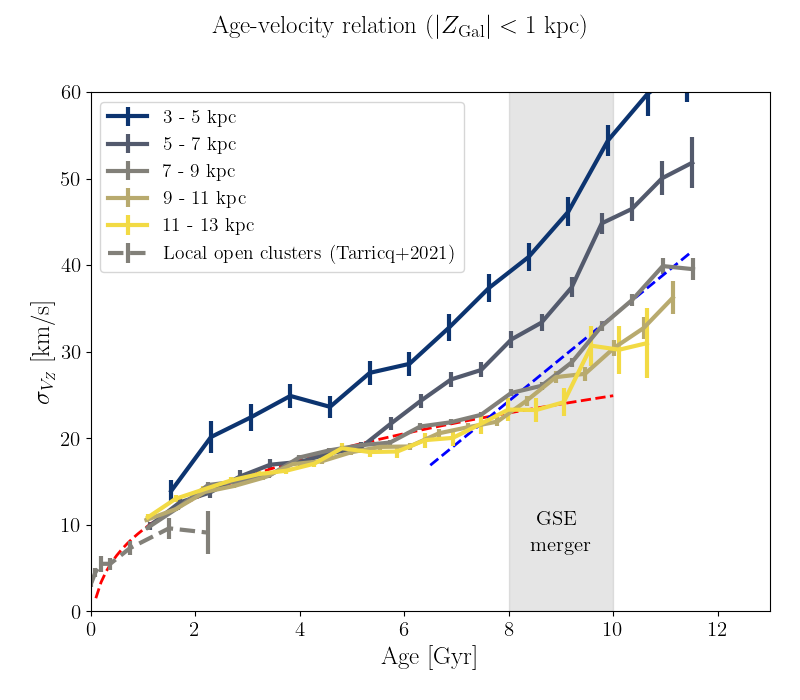 Age-velocity relation (|Z_Gal| < 1 kpc)
60
50
40
30
20
10
0
σ_{V_Z} [km/s]
3 - 5 kpc
5 - 7 kpc
7 - 9 kpc
9 - 11 kpc
11 - 13 kpc
Local open clusters (Tarricq+2021)
GSE
merger
0 2 4 6 8 10 12
Age [Gyr]